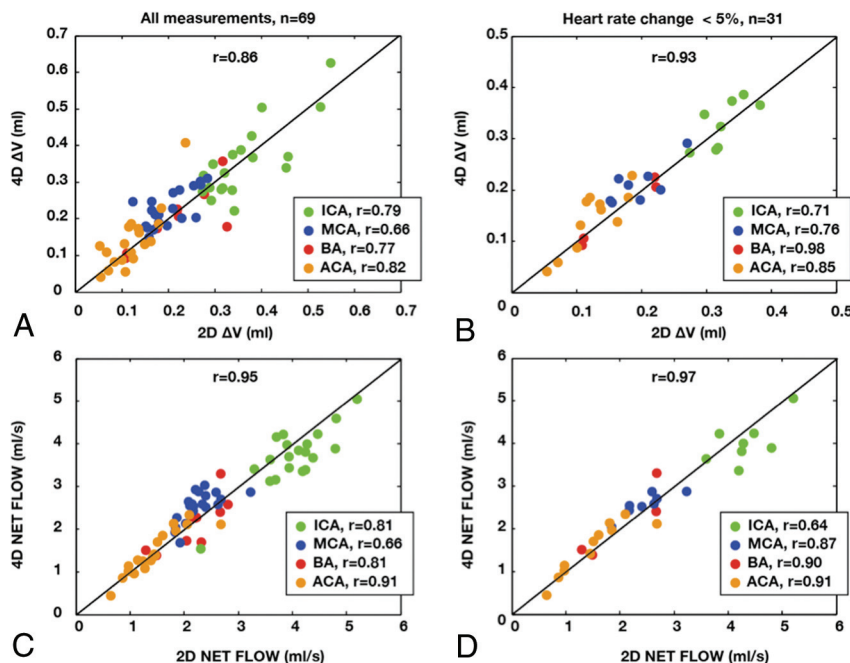 All measurements, n=69
Heart rate change < 5%, n=31
0.7
0.6
0.5
0.4
0.3
0.2
0.1
0
4D ΔV (ml)
r=0.86
ICA, r=0.79
MCA, r=0.66
BA, r=0.77
ACA, r=0.82
0 0.1 0.2 0.3 0.4 0.5 0.6 0.7
2D ΔV (ml)
A
0.5
0.4
0.3
0.2
0.1
0
4D ΔV (ml)
r=0.93
ICA, r=0.71
MCA, r=0.76
BA, r=0.98
ACA, r=0.85
0 0.1 0.2 0.3 0.4 0.5
2D ΔV (ml)
B
6
5
4
3
2
1
0
4D NET FLOW (ml/s)
r=0.95
ICA, r=0.81
MCA, r=0.66
BA, r=0.81
ACA, r=0.91
0 1 2 3 4 5 6
2D NET FLOW (ml/s)
C
6
5
4
3
2
1
0
4D NET FLOW (ml/s)
r=0.97
ICA, r=0.64
MCA, r=0.87
BA, r=0.90
ACA, r=0.91
0 1 2 3 4 5 6
2D NET FLOW (ml/s)
D